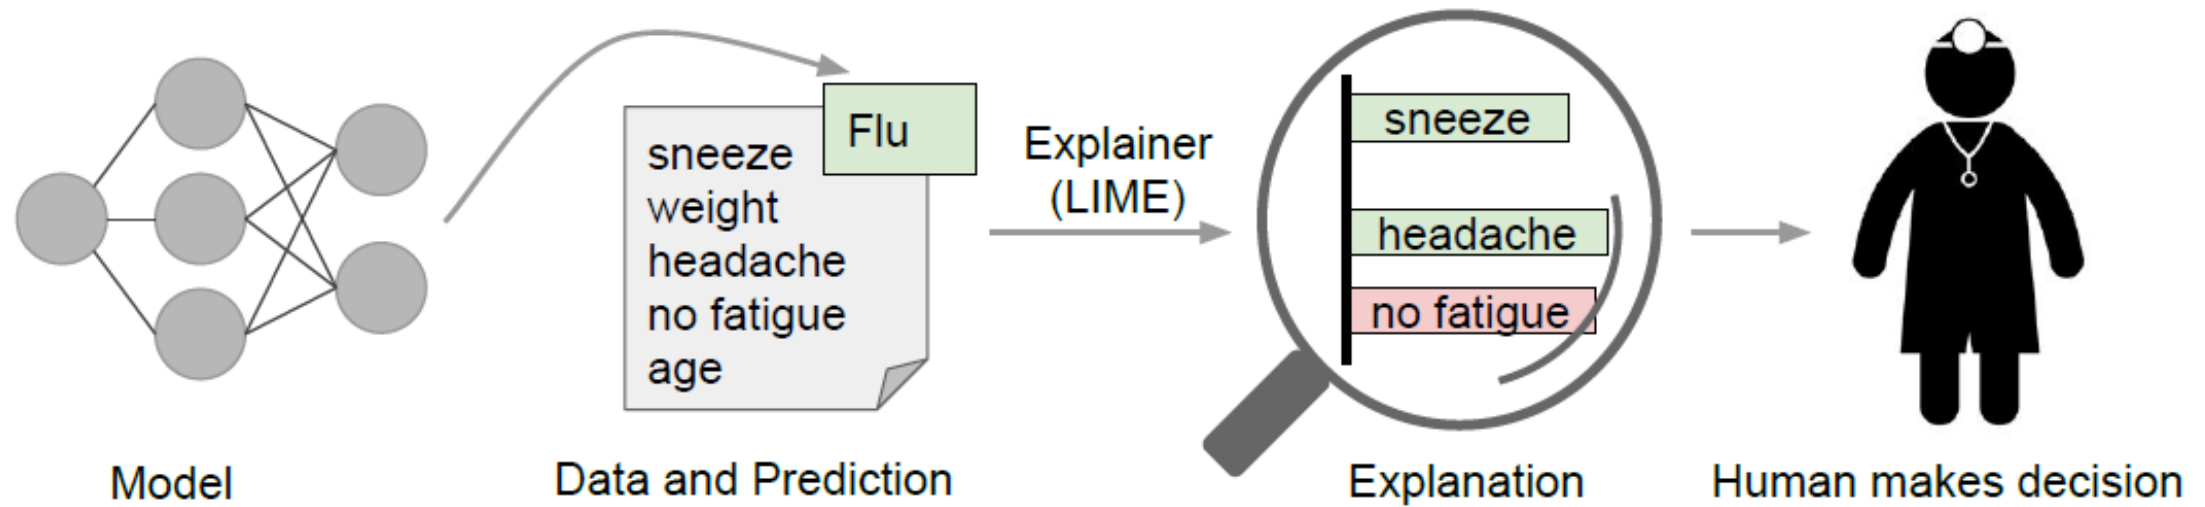 Flu
sneeze
weight
headache
no fatigue
age
Explainer
(LIME)
sneeze
headache
no fatigue
Model
Data and Prediction
Explanation
Human makes decision